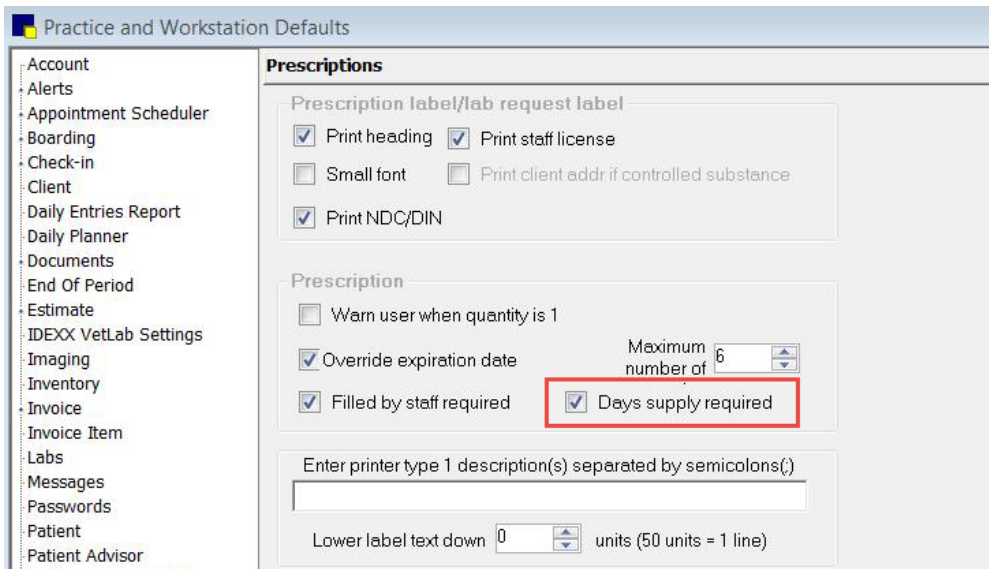 Practice and Workstation Defaults
Account
Alerts
Appointment Scheduler
Boarding
Check-in
Client
Daily Entries Report
Daily Planner
Documents
End Of Period
Estimate
IDEXX VetLab Settings
Imaging
Inventory
Invoice
Invoice Item
Labs
Messages
Passwords
Patient
Patient Advisor
Prescriptions
Prescription label/lab request label
Print heading Print staff license
Small font Print client addr if controlled substance
Print NDC/DIN
Prescription
Warn user when quantity is 1
Override expiration date Maximum number of 6
Filled by staff required Days supply required
Enter printer type 1 description(s) separated by semicolons(;)
Lower label text down 0 units (50 units = 1 line)